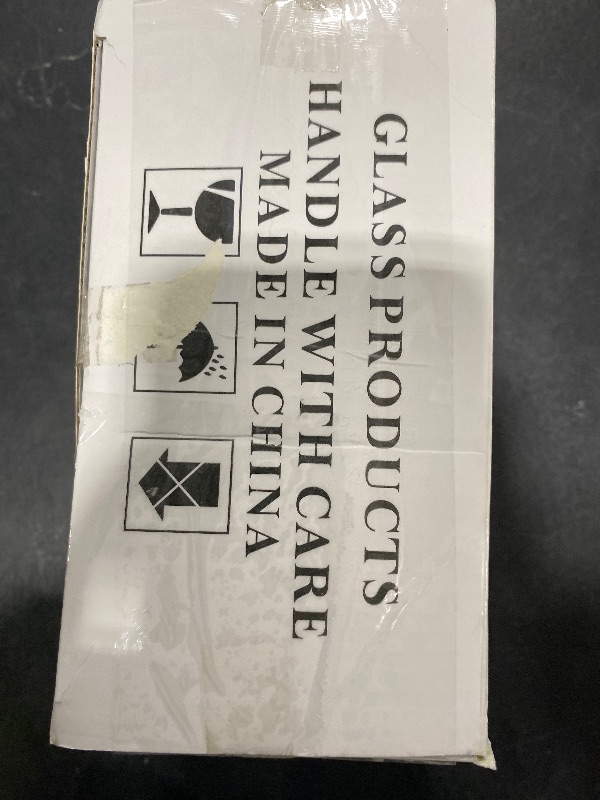 GLASS PRODUCTS
HANDLE WITH CARE
MADE IN CHINA